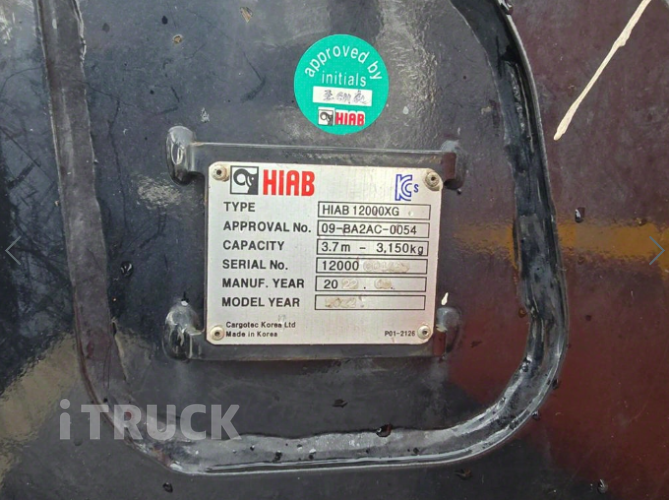 approved by
initials
HIAB
HIAB
KCs
TYPE HIAB 12000XG
APPROVAL No. 09-BA2AC-0054
CAPACITY 3.7m - 3,150kg
SERIAL No. 12000
MANUF. YEAR 20
MODEL YEAR
Cargotec Korea Ltd
Made in Korea P01-2126
iTRUCK